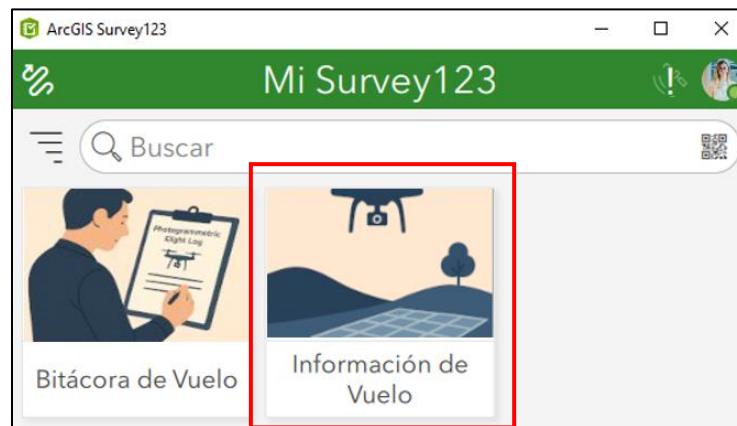 ArcGIS Survey123
Mi Survey123
Buscar
Photogrammetric
Flight Log
Bitácora de Vuelo
Información de
Vuelo